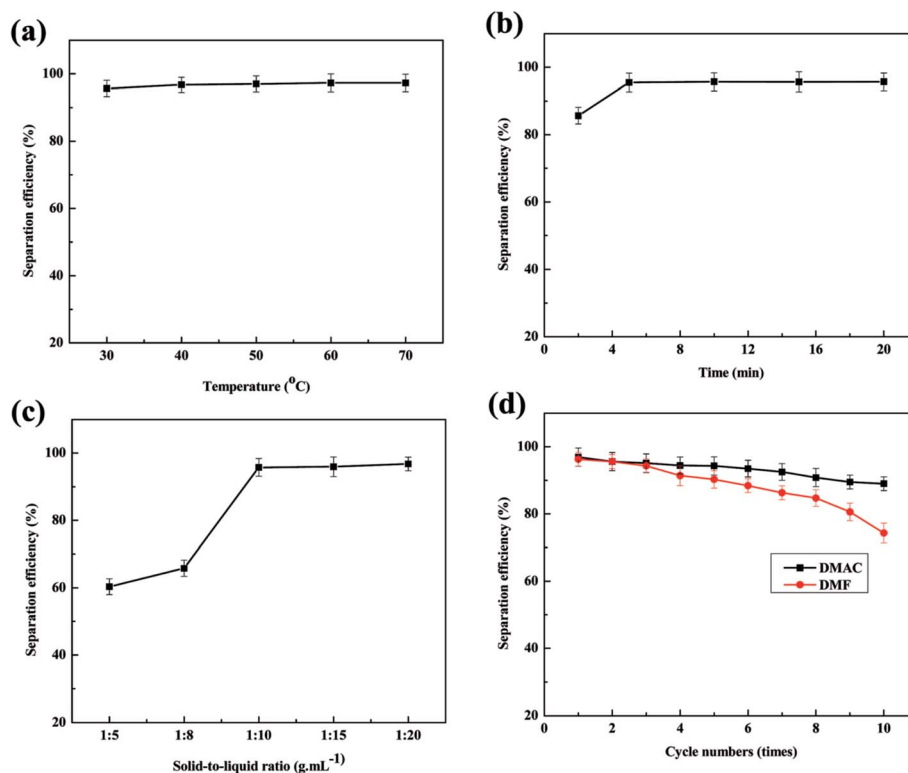 (a)
100
80
60
40
20
30 40 50 60 70
Separation efficiency (%)
Temperature (⁰C)
(b)
100
80
60
40
20
0 4 8 12 16 20
Separation efficiency (%)
Time (min)
(c)
100
80
60
40
20
1:5 1:8 1:10 1:15 1:20
Separation efficiency (%)
Solid-to-liquid ratio (g.mL⁻¹)
(d)
100
80
60
40
20
0 2 4 6 8 10
Separation efficiency (%)
Cycle numbers (times)
DMAC
DMF